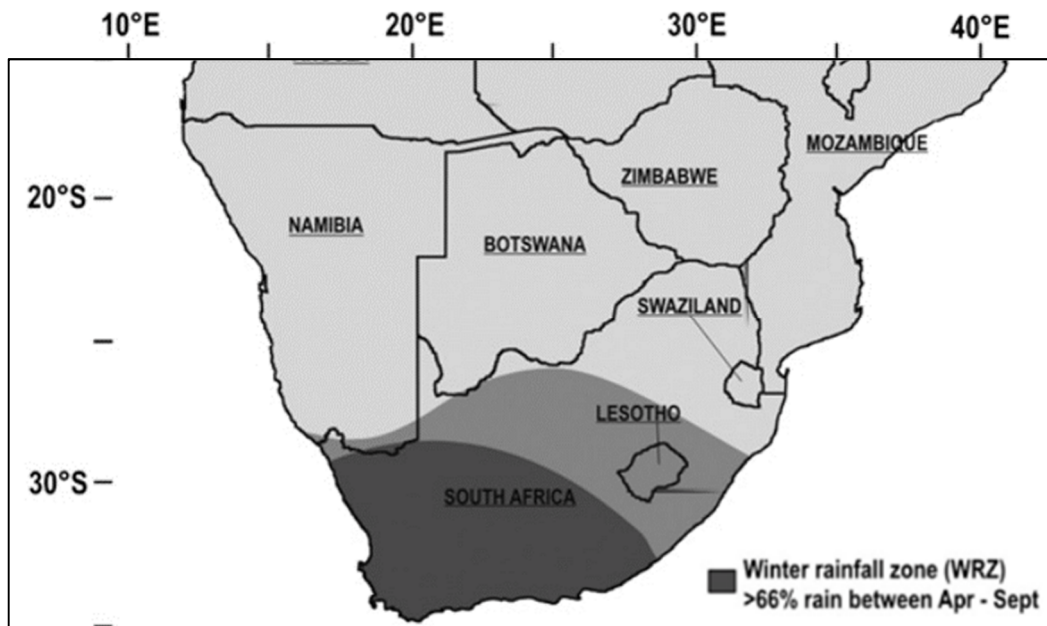 10°E 20°E 30°E 40°E
MOZAMBIQUE
ZIMBABWE
20°S
NAMIBIA
BOTSWANA
SWAZILAND
LESOTHO
30°S
SOUTH AFRICA
Winter rainfall zone (WRZ)
>66% rain between Apr - Sept